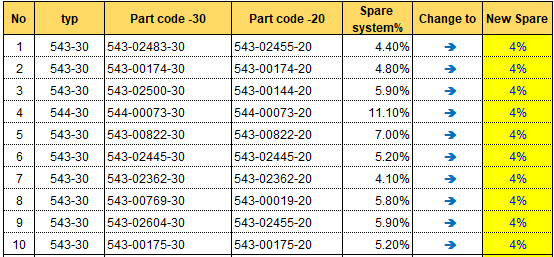 No typ Part code -30 Part code -20 Spare system% Change to New Spare
1 543-30 543-02483-30 543-02455-20 4.40% ➔ 4%
2 543-30 543-00174-30 543-00174-20 4.80% ➔ 4%
3 543-30 543-02500-30 543-00144-20 5.90% ➔ 4%
4 544-30 544-00073-30 544-00073-20 11.10% ➔ 4%
5 543-30 543-00822-30 543-00822-20 7.00% ➔ 4%
6 543-30 543-02445-30 543-02445-20 5.20% ➔ 4%
7 543-30 543-02362-30 543-02362-20 4.10% ➔ 4%
8 543-30 543-00769-30 543-00019-20 5.80% ➔ 4%
9 543-30 543-02604-30 543-02455-20 5.90% ➔ 4%
10 543-30 543-00175-30 543-00175-20 5.20% ➔ 4%